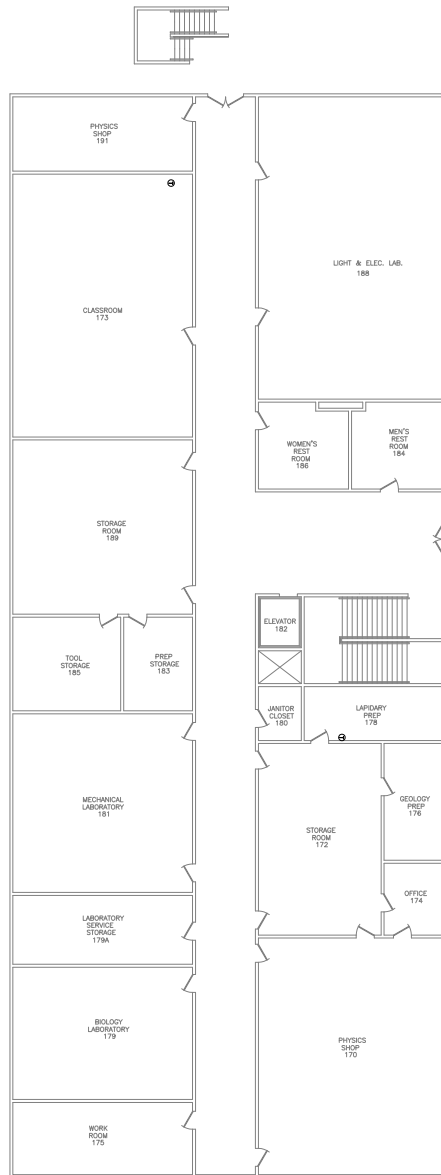 PHYSICS
SHOP
191
LIGHT & ELEC. LAB.
188
CLASSROOM
173
WOMEN'S
REST
ROOM
186
MEN'S
REST
ROOM
184
STORAGE
ROOM
189
ELEVATOR
182
TOOL
STORAGE
185
PREP
STORAGE
183
JANITOR
CLOSET
180
LAPIDARY
PREP
178
MECHANICAL
LABORATORY
181
GEOLOGY
PREP
176
STORAGE
ROOM
172
OFFICE
174
LABORATORY
SERVICE
STORAGE
179A
BIOLOGY
LABORATORY
179
PHYSICS
SHOP
170
WORK
ROOM
175